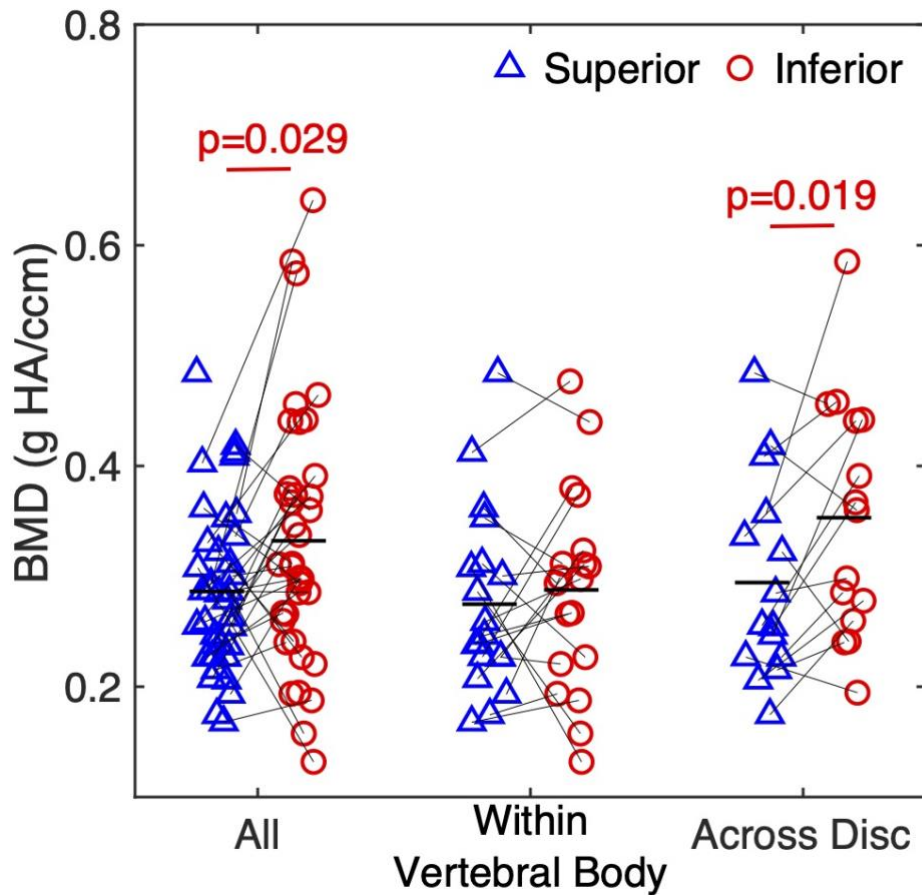 0.8
Superior Inferior
p=0.029
p=0.019
0.6
BMD (g HA/ccm)
0.4
0.2
All
Within
Vertebral Body
Across Disc